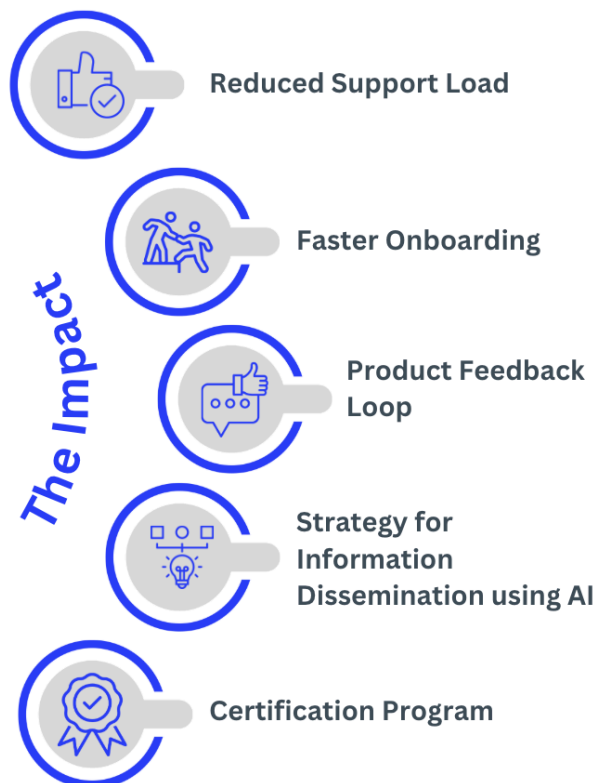 The Impact
Reduced Support Load
Faster Onboarding
Product Feedback
Loop
Strategy for
Information
Dissemination using AI
Certification Program